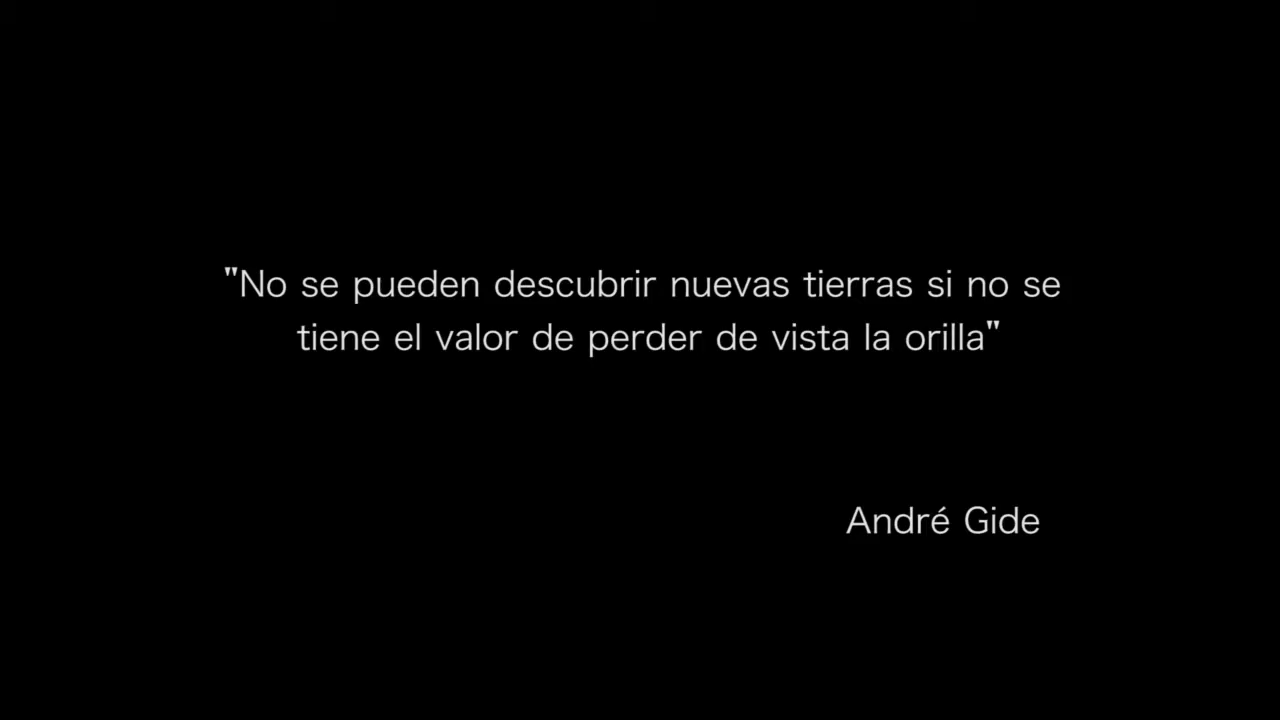 "No se pueden descubrir nuevas tierras si no se
tiene el valor de perder de vista la orilla"
André Gide